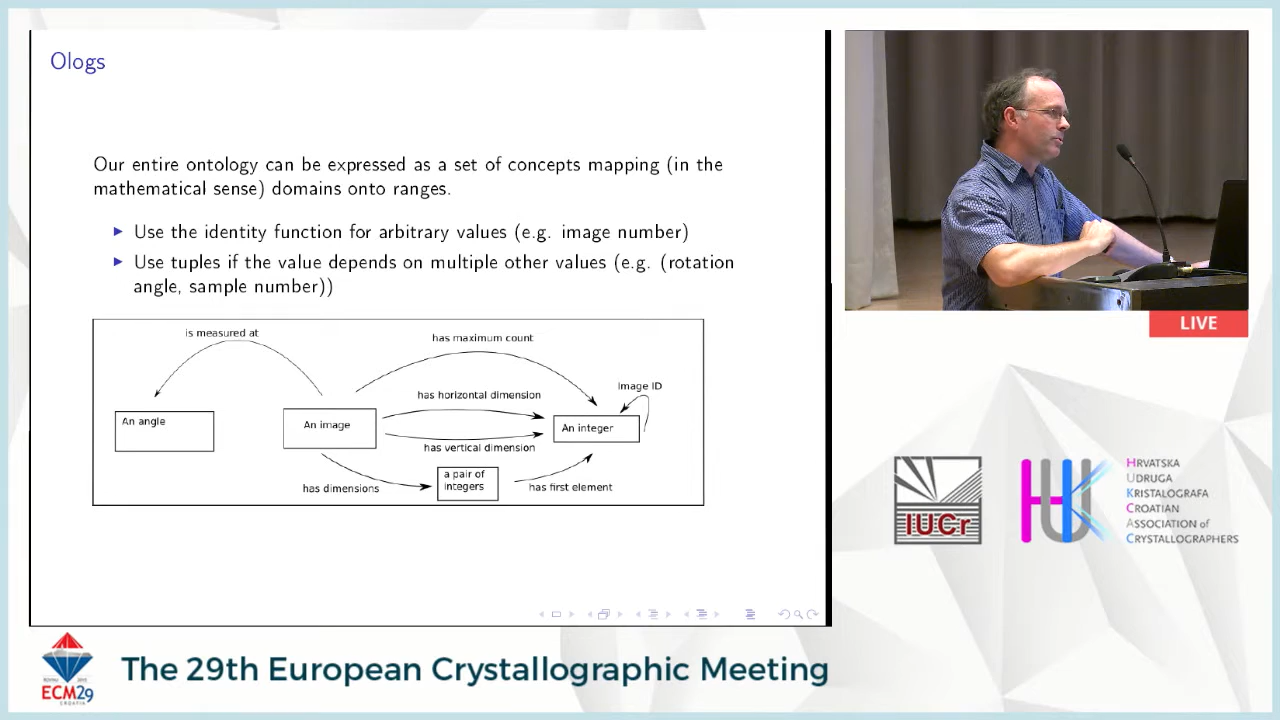 Ologs
Our entire ontology can be expressed as a set of concepts mapping (in the
mathematical sense) domains onto ranges.
Use the identity function for arbitrary values (e.g. image number)
Use tuples if the value depends on multiple other values (e.g. (rotation
angle, sample number))
is measured at
has maximum count
Image ID
has horizontal dimension
An angle
An image
An integer
has vertical dimension
a pair of
integers
has dimensions
has first element
LIVE
IUCr
HUK
HRVATSKA
UDRUGA
KRISTALOGRAFA
CROATIAN
ASSOCIATION of
CRYSTALLOGRAPHERS
ECM29
CROATIA
The 29th European Crystallographic Meeting